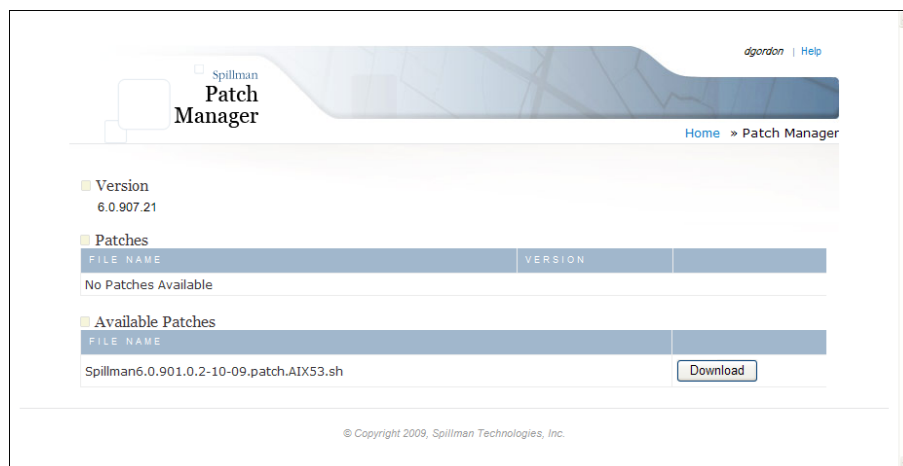 dgordon | Help
Spillman
Patch
Manager
Home » Patch Manager
Version
6.0.907.21
Patches
FILE NAME VERSION
No Patches Available
Available Patches
FILE NAME
Spillman6.0.901.0.2-10-09.patch.AIX53.sh Download
© Copyright 2009, Spillman Technologies, Inc.